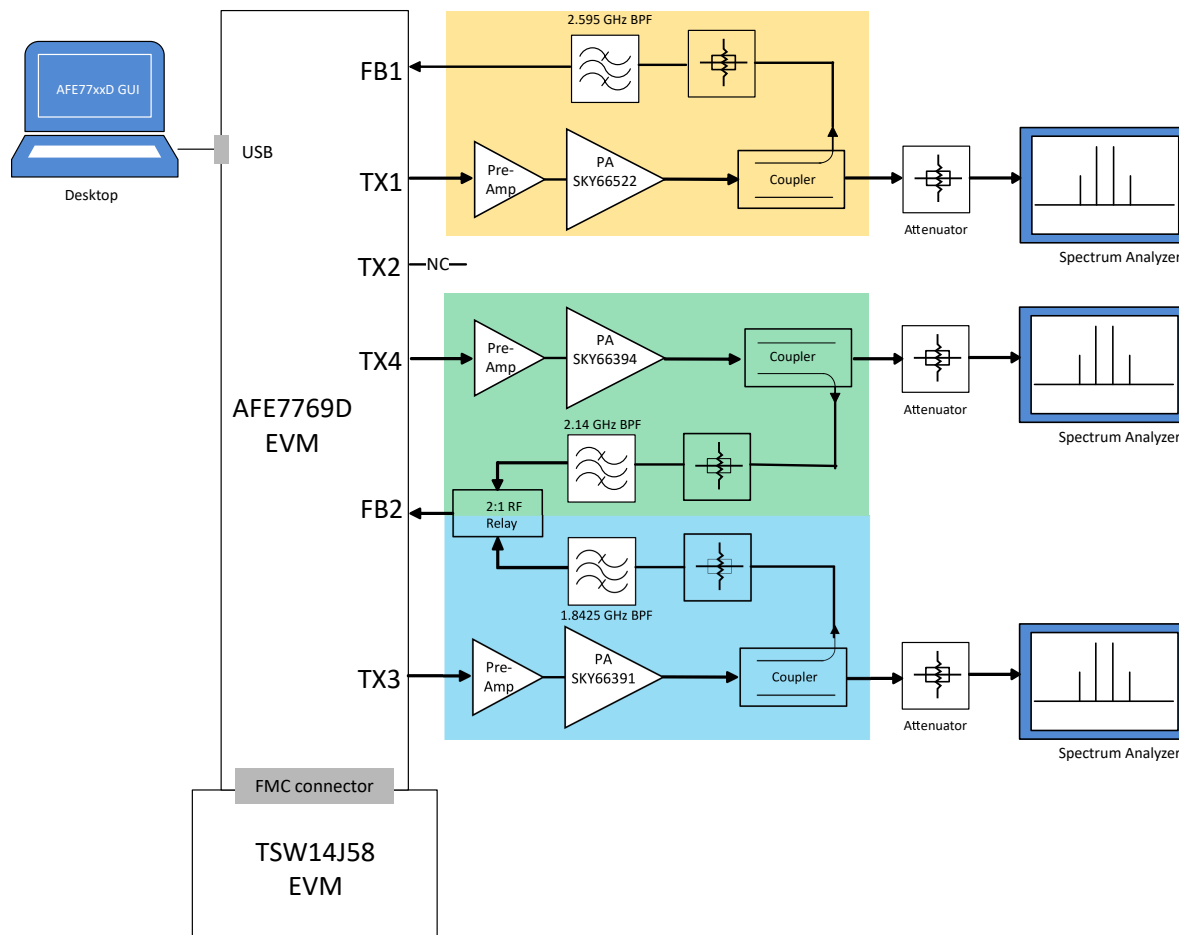 2.595 GHz BPF
FB1
AFE77xxD GUI
USB
Desktop
TX1
Pre-
Amp
PA
SKY66522
Coupler
Attenuator
Spectrum Analyzer
TX2
NC
TX4
Pre-
Amp
PA
SKY66394
Coupler
Attenuator
Spectrum Analyzer
AFE7769D
EVM
2.14 GHz BPF
FB2
2:1 RF
Relay
1.8425 GHz BPF
TX3
Pre-
Amp
PA
SKY66391
Coupler
Attenuator
Spectrum Analyzer
FMC connector
TSW14J58
EVM